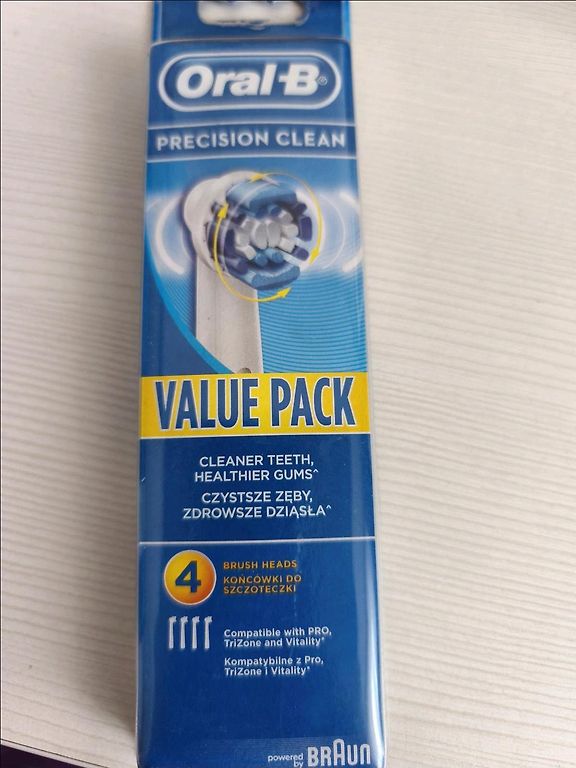 Oral-B®
PRECISION CLEAN
VALUE PACK
CLEANER TEETH,
HEALTHIER GUMS^
CZYSTSZE ZĘBY,
ZDROWSZE DZIĄSŁA^
4
BRUSH HEADS
KOŃCÓWKI DO
SZCZOTECZKI
Compatible with PRO,
TriZone and Vitality*
Kompatybilne z Pro,
TriZone i Vitality*
powered by BRAUN